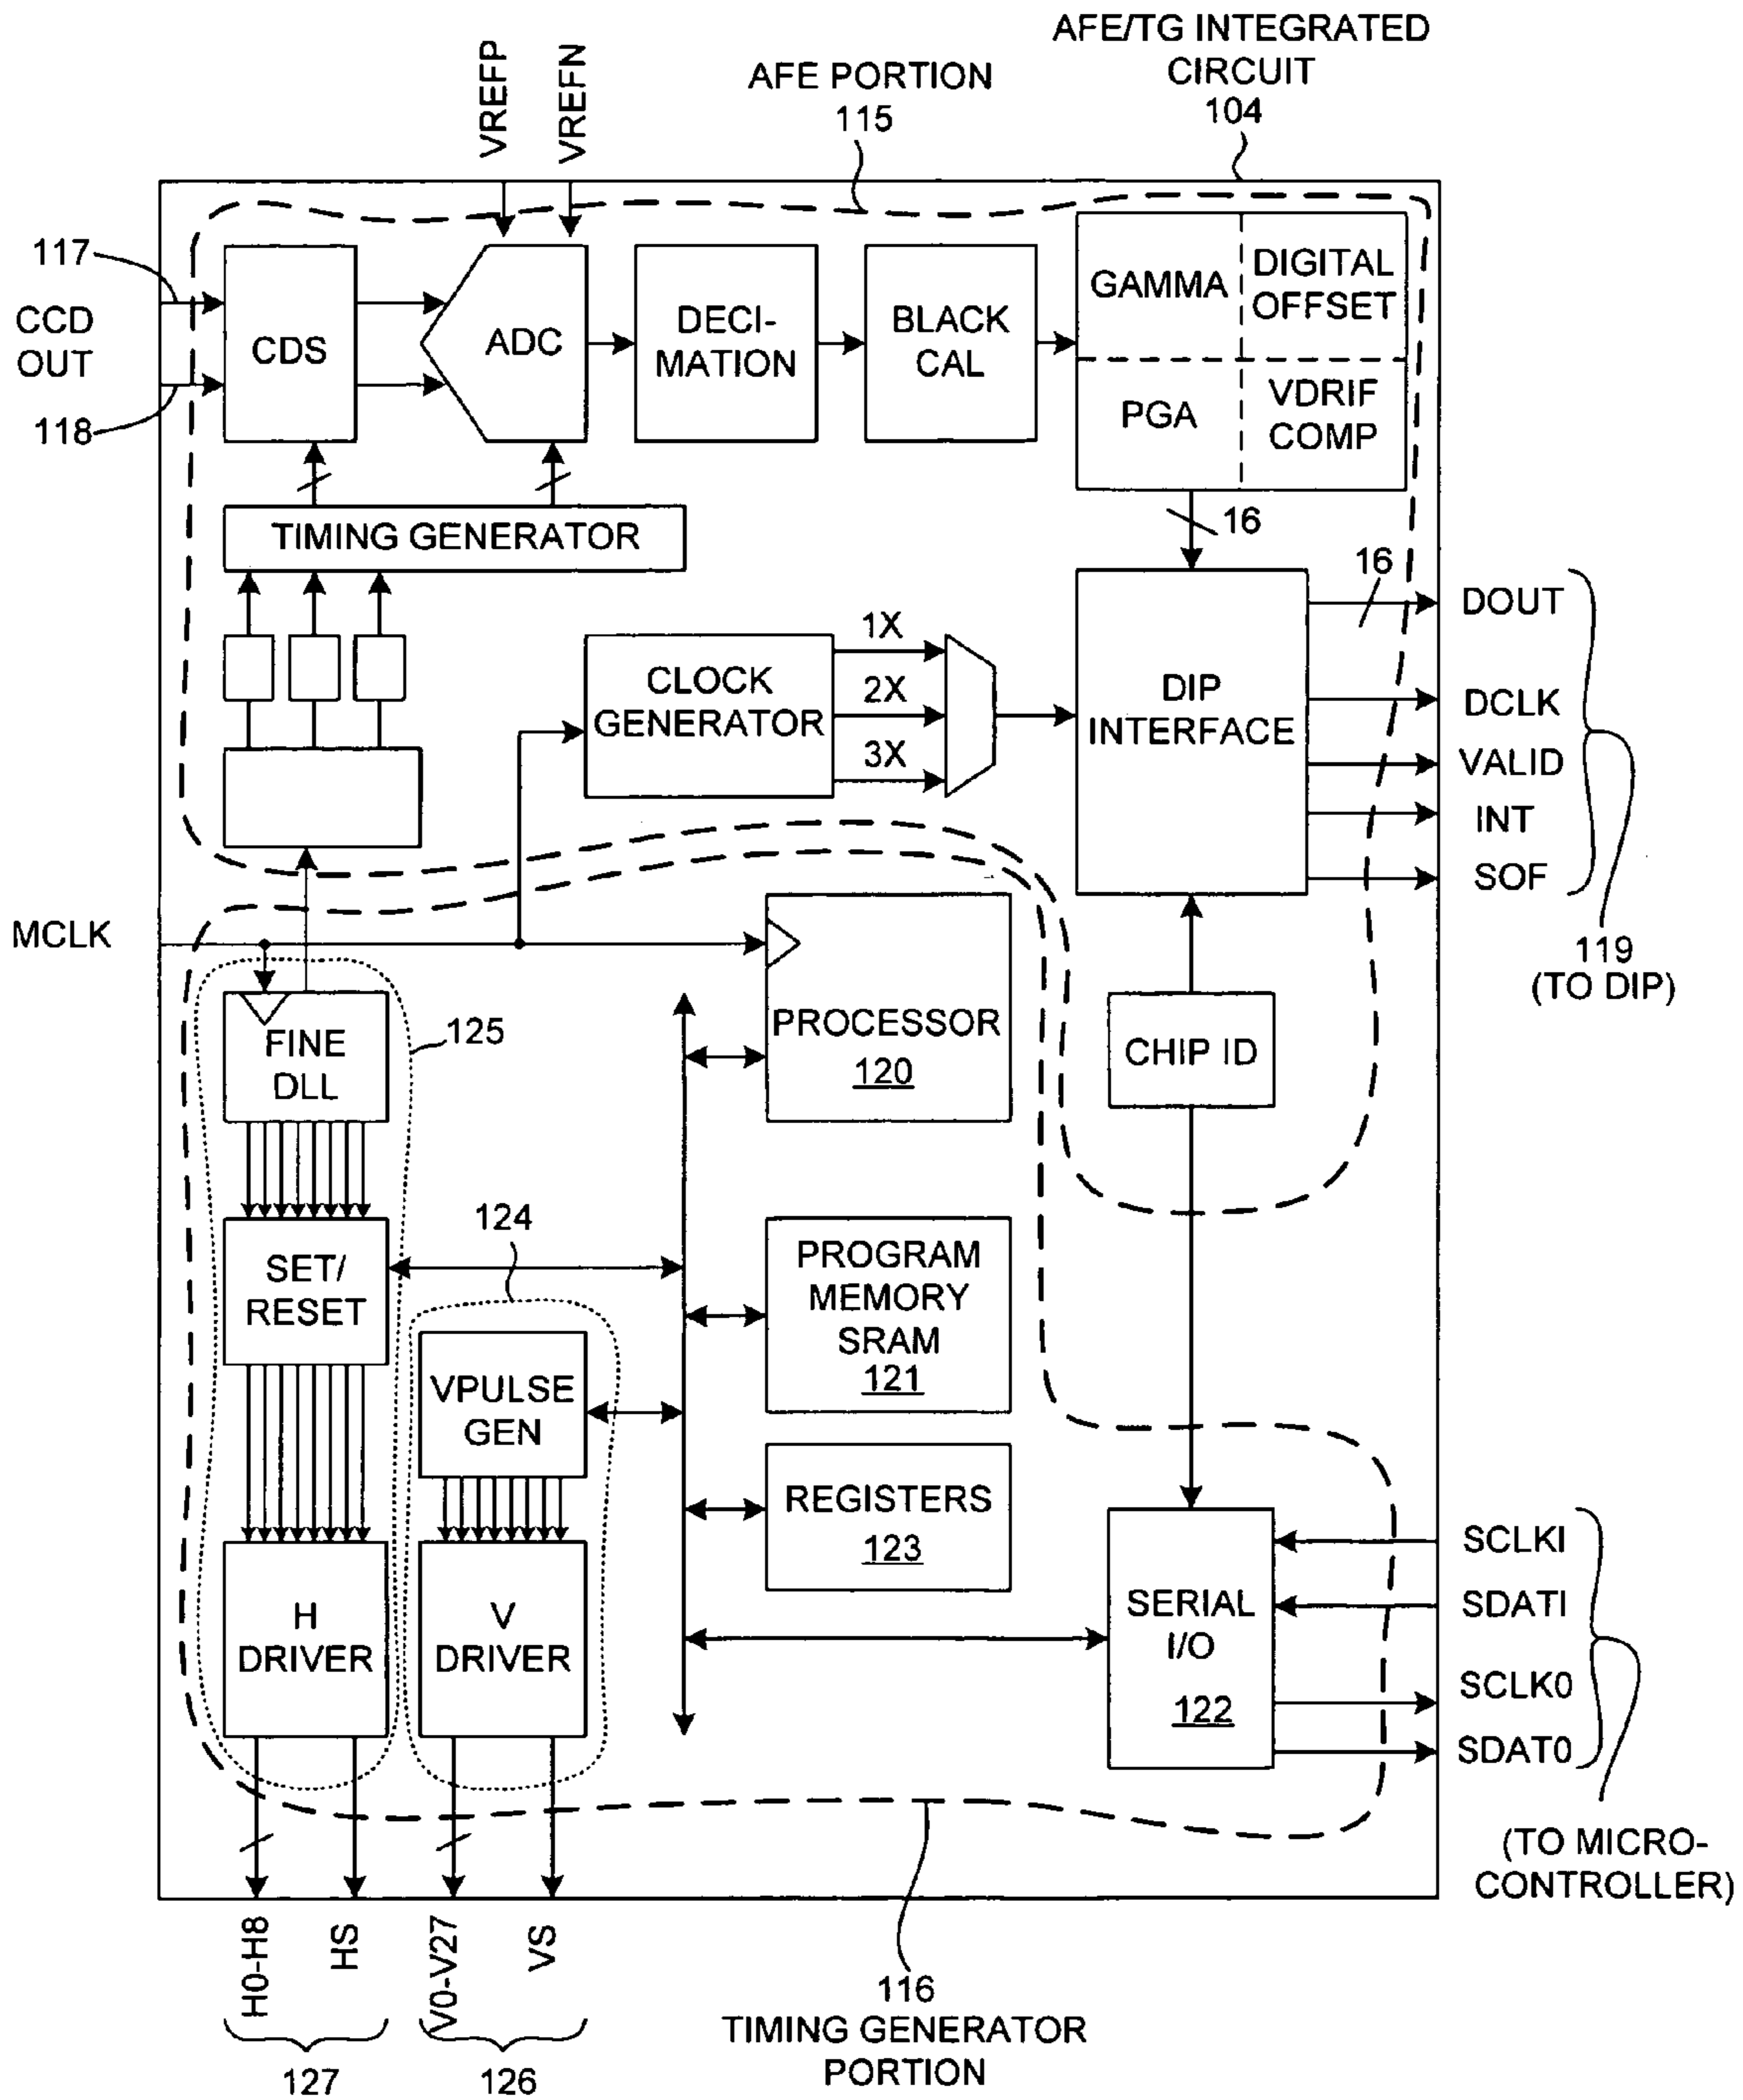 AFE/TG INTEGRATED
CIRCUIT
104
AFE PORTION
115
VREFP
VREFN
117
CCD
OUT
118
CDS
ADC
DECI-
MATION
BLACK
CAL
GAMMA
DIGITAL
OFFSET
PGA
VDRIF
COMP
16
TIMING GENERATOR
CLOCK
GENERATOR
1X
2X
3X
DIP
INTERFACE
16
DOUT
DCLK
VALID
INT
SOF
119
(TO DIP)
MCLK
FINE
DLL
125
PROCESSOR
120
CHIP ID
SET/
RESET
124
PROGRAM
MEMORY
SRAM
121
VPULSE
GEN
REGISTERS
123
H
DRIVER
V
DRIVER
SERIAL
I/O
122
SCLKI
SDATI
SCLK0
SDAT0
(TO MICRO-
CONTROLLER)
H0-H8
HS
V0-V27
VS
127
126
116
TIMING GENERATOR
PORTION